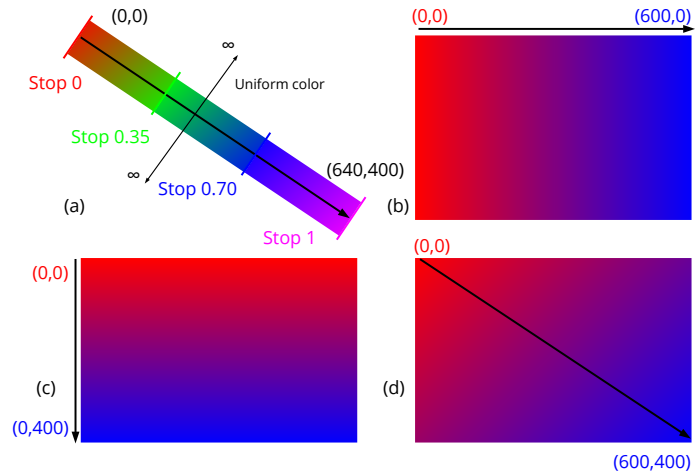 (0,0)
∞
Stop 0
Uniform color
Stop 0.35
∞
Stop 0.70
(640,400)
(a)
Stop 1
(0,0)
(600,0)
(b)
(0,0)
(c)
(0,400)
(0,0)
(d)
(600,400)